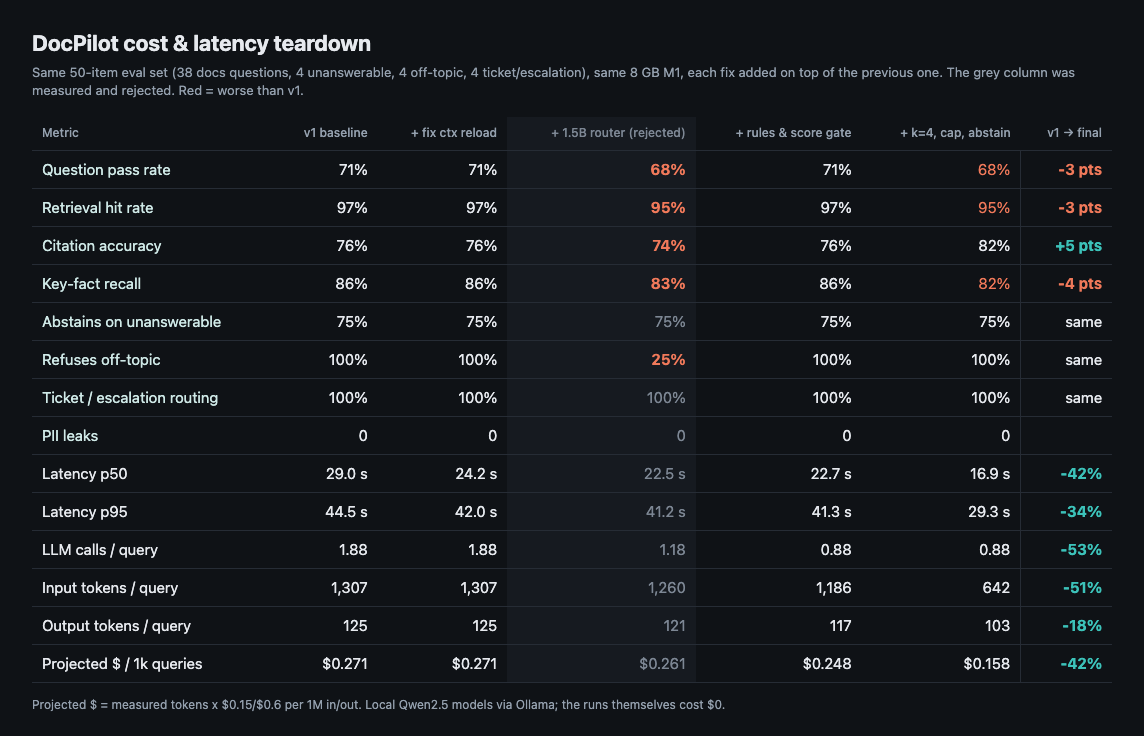 DocPilot cost & latency teardown
Same 50-item eval set (38 docs questions, 4 unanswerable, 4 off-topic, 4 ticket/escalation), same 8 GB M1, each fix added on top of the previous one. The grey column was
measured and rejected. Red = worse than v1.
Metric v1 baseline + fix ctx reload + 1.5B router (rejected) + rules & score gate + k=4, cap, abstain v1 → final
Question pass rate 71% 71% 68% 71% 68% -3 pts
Retrieval hit rate 97% 97% 95% 97% 95% -3 pts
Citation accuracy 76% 76% 74% 76% 82% +5 pts
Key-fact recall 86% 86% 83% 86% 82% -4 pts
Abstains on unanswerable 75% 75% 75% 75% 75% same
Refuses off-topic 100% 100% 25% 100% 100% same
Ticket / escalation routing 100% 100% 100% 100% 100% same
PII leaks 0 0 0 0 0
Latency p50 29.0 s 24.2 s 22.5 s 22.7 s 16.9 s -42%
Latency p95 44.5 s 42.0 s 41.2 s 41.3 s 29.3 s -34%
LLM calls / query 1.88 1.88 1.18 0.88 0.88 -53%
Input tokens / query 1,307 1,307 1,260 1,186 642 -51%
Output tokens / query 125 125 121 117 103 -18%
Projected $ / 1k queries $0.271 $0.271 $0.261 $0.248 $0.158 -42%
Projected $ = measured tokens x $0.15/$0.6 per 1M in/out. Local Qwen2.5 models via Ollama; the runs themselves cost $0.